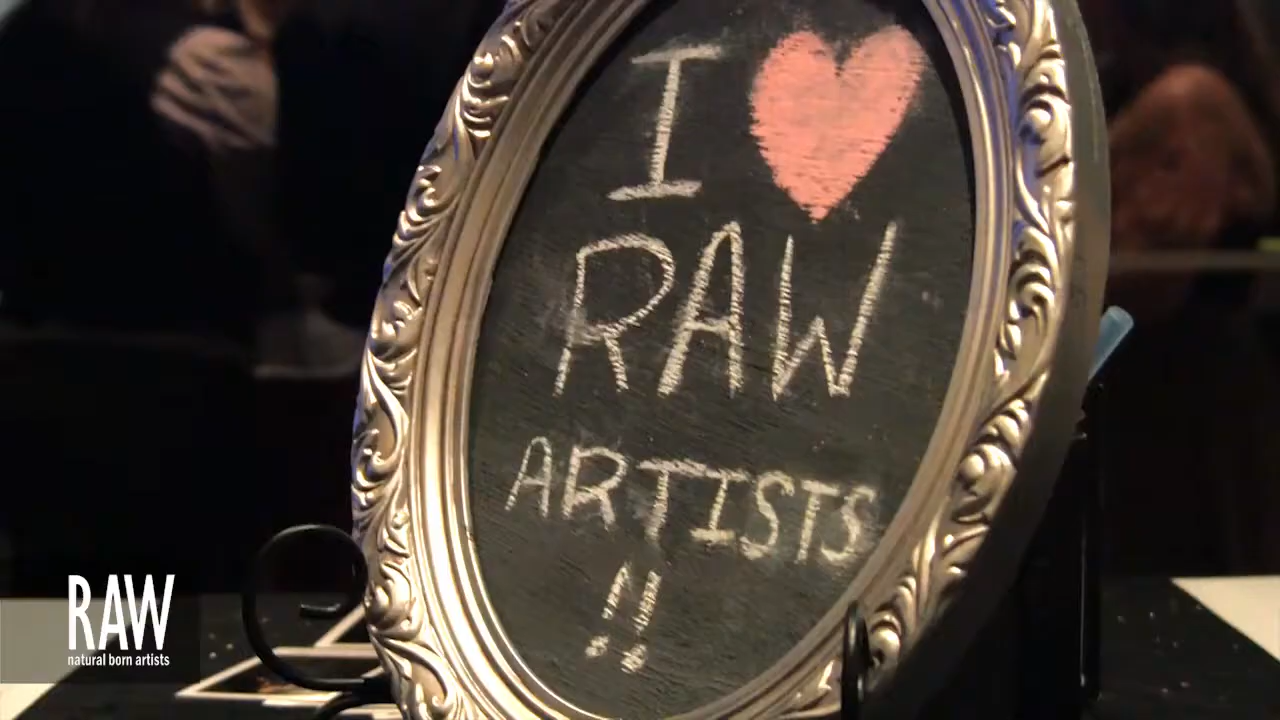 I ❤
RAW
ARTISTS
!!
RAW
natural born artists